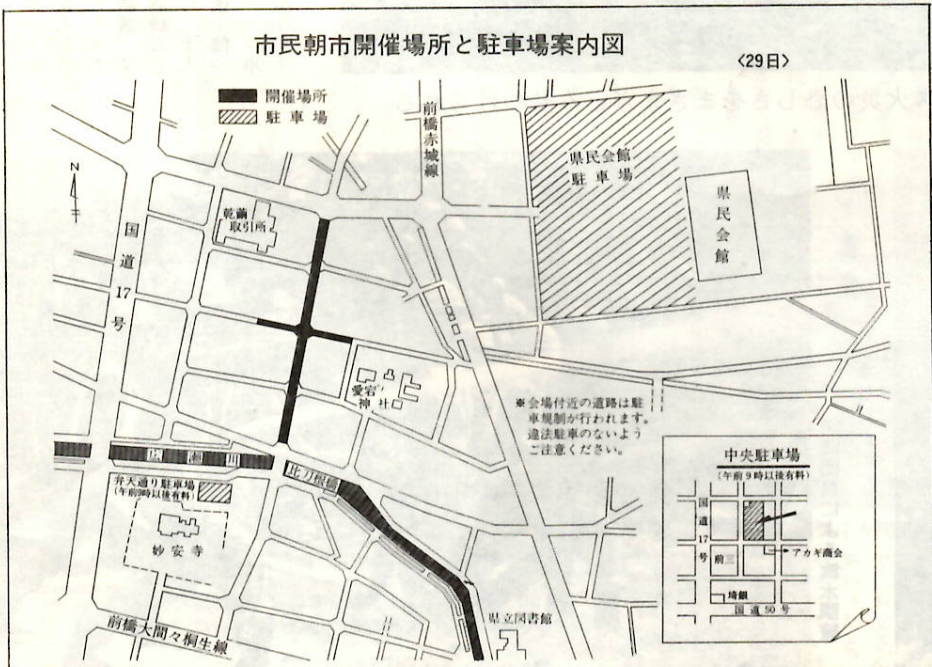 市民朝市開催場所と駐車場案内図
〈29日〉
開催場所
駐車場
前橋赤城線
県民会館
駐車場
県民会館
N
乾繭
取引所
国道17号
愛宕
神社
※会場付近の道路は駐
車規制が行われます。
違法駐車のないよう
ご注意ください。
広瀬川
比刀根橋
弁天通り駐車場
(午前9時以後有料)
妙安寺
前橋大間々桐生線
県立図書館
中央駐車場
(午前9時以後有料)
国道17号
前三
アカギ商会
埼銀
国道50号